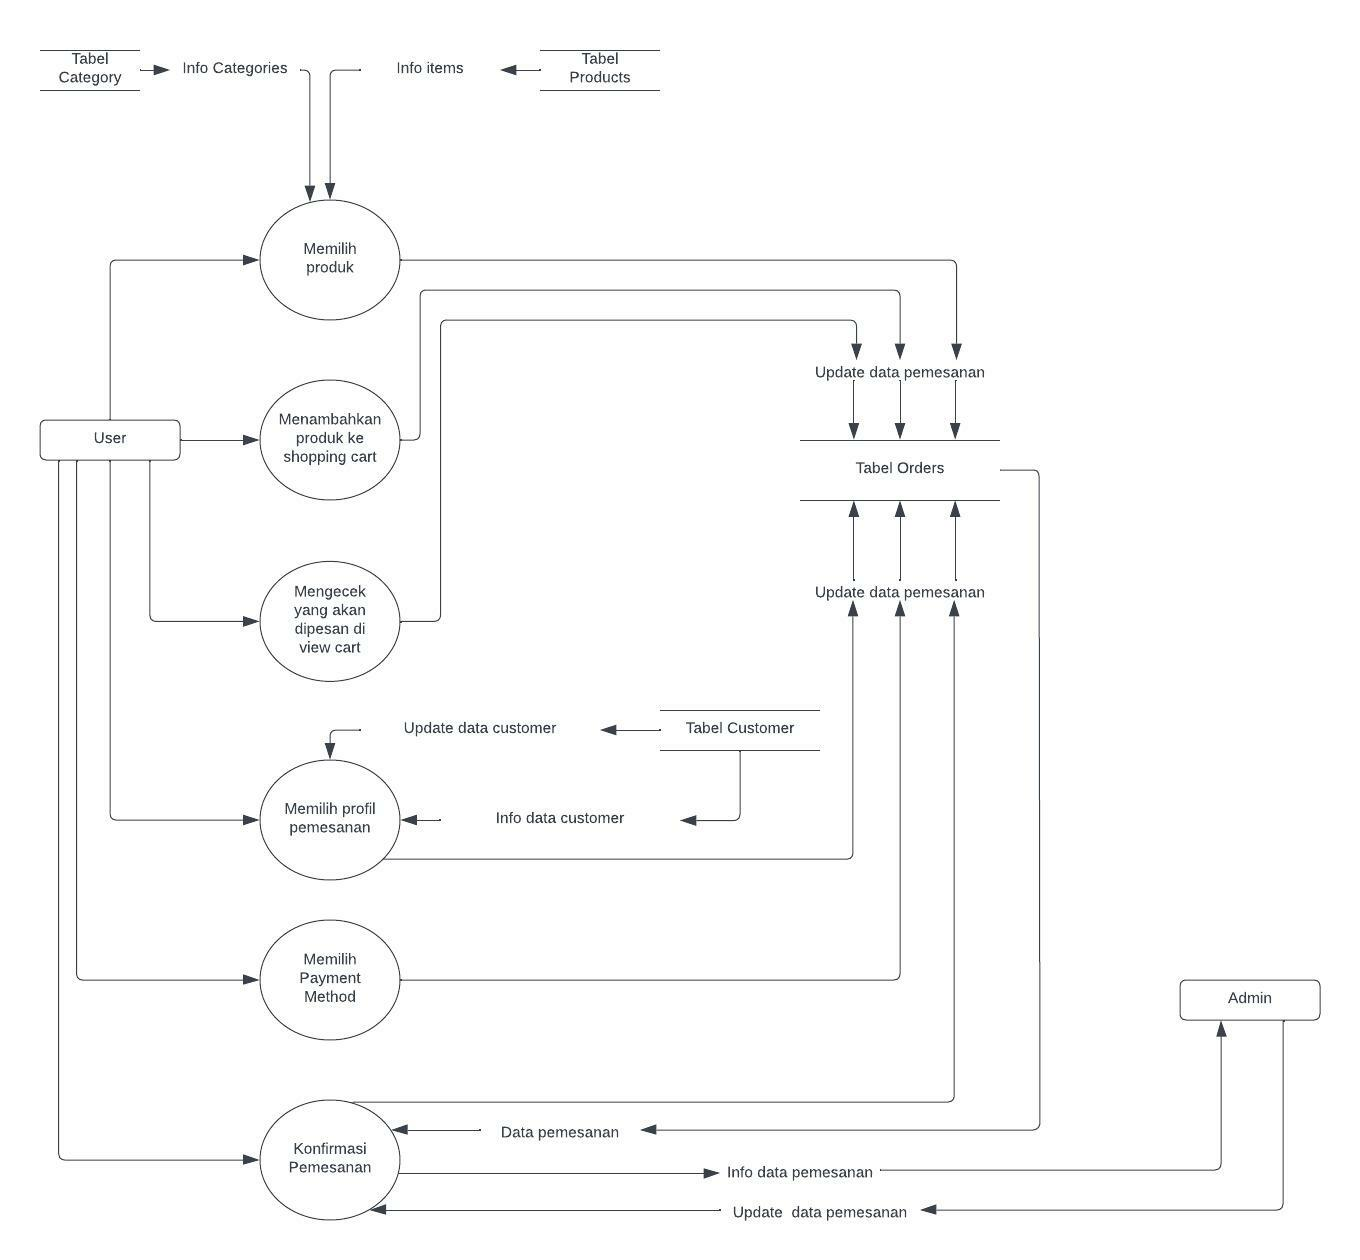 Tabel
Category
Info Categories
Info items
Tabel
Products
Memilih
produk
Update data pemesanan
User
Menambahkan
produk ke
shopping cart
Tabel Orders
Mengecek
yang akan
dipesan di
view cart
Update data pemesanan
Update data customer
Tabel Customer
Memilih profil
pemesanan
Info data customer
Memilih
Payment
Method
Admin
Konfirmasi
Pemesanan
Data pemesanan
Info data pemesanan
Update  data pemesanan